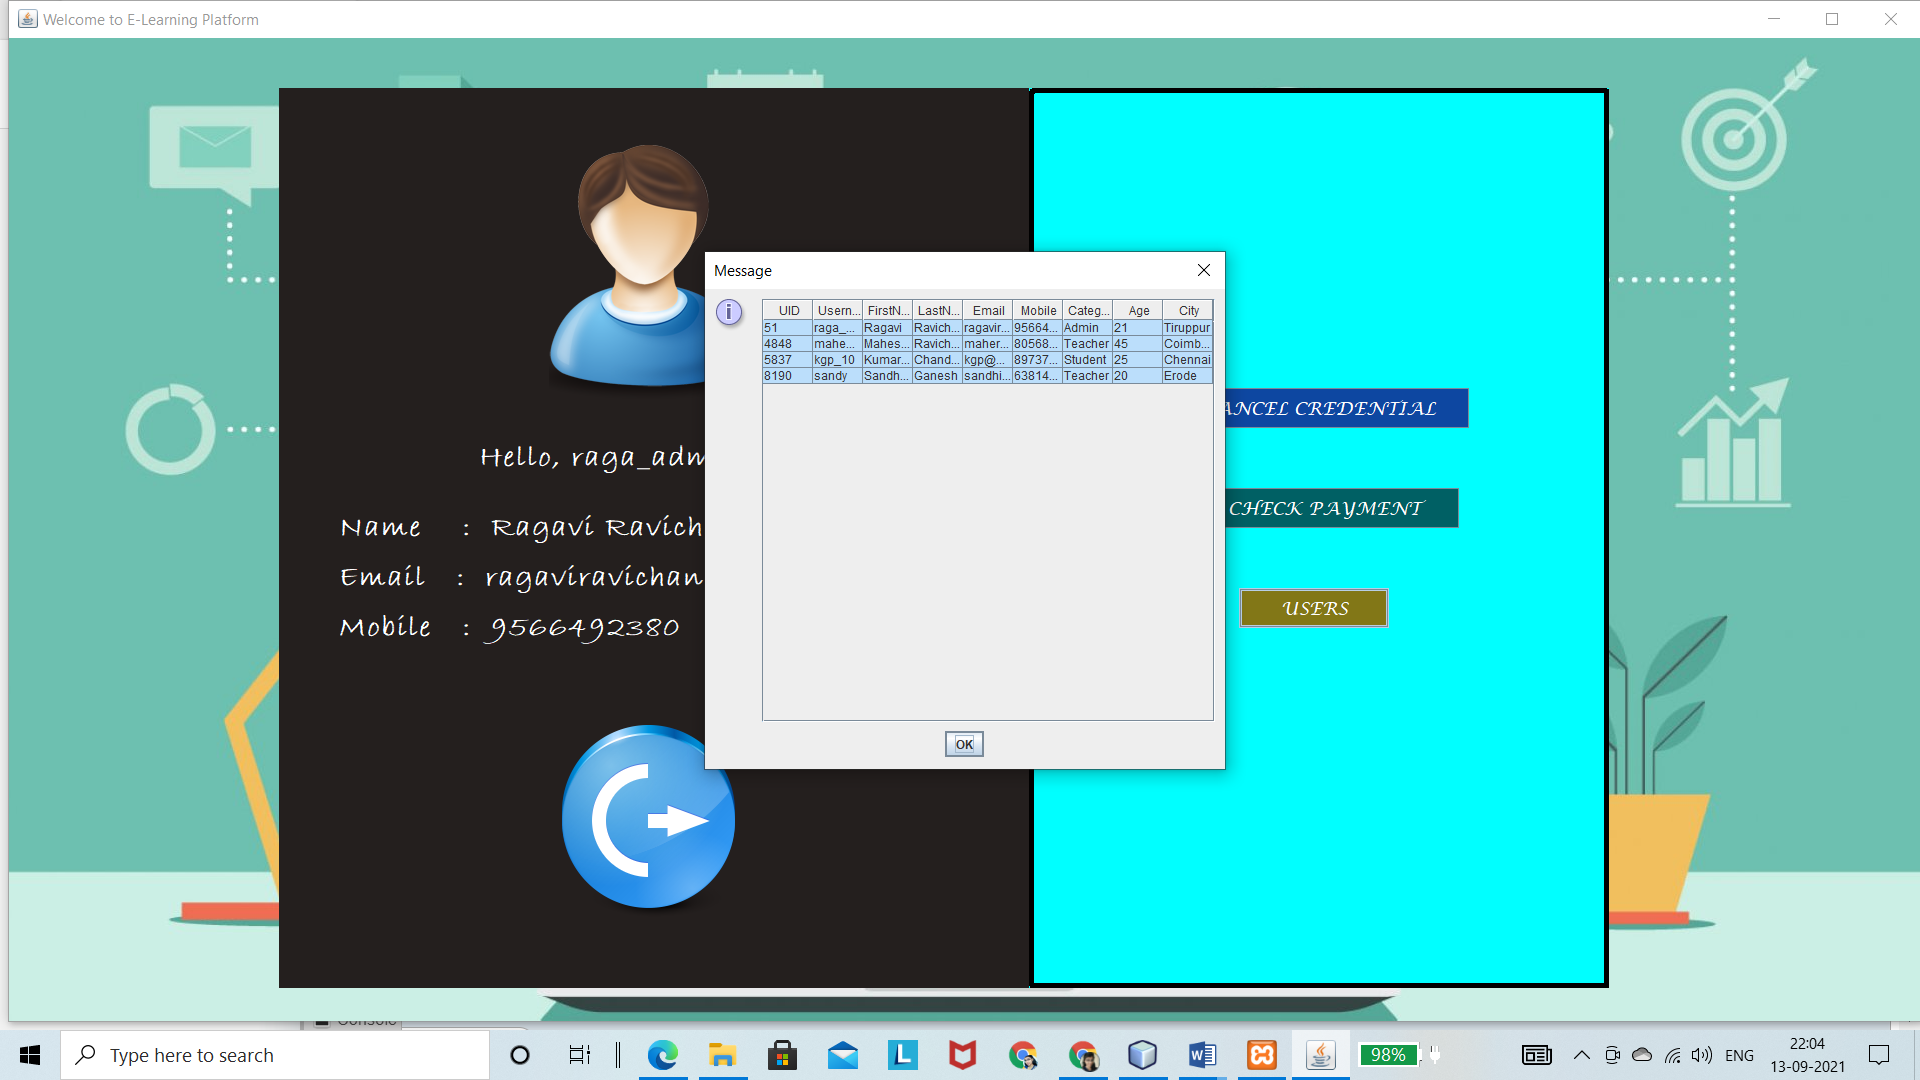 Welcome to E-Learning Platform
Message
UID Usern... FirstN... LastN... Email Mobile Categ... Age City
51 raga_... Ragavi Ravich... ragavir... 95664... Admin 21 Tiruppur
4848 mahe... Mahes... Ravich... maher... 80568... Teacher 45 Coimb...
5837 kgp_10 Kumar... Chand... kgp@... 89737... Student 25 Chennai
8190 sandy Sandh... Ganesh sandhi... 63814... Teacher 20 Erode
OK
Hello, raga_adm
Name : Ragavi Ravich
Email : ragaviravichan
Mobile : 9566492380
ANCEL CREDENTIAL
CHECK PAYMENT
USERS
Console
Type here to search
98%
ENG
22:04
13-09-2021